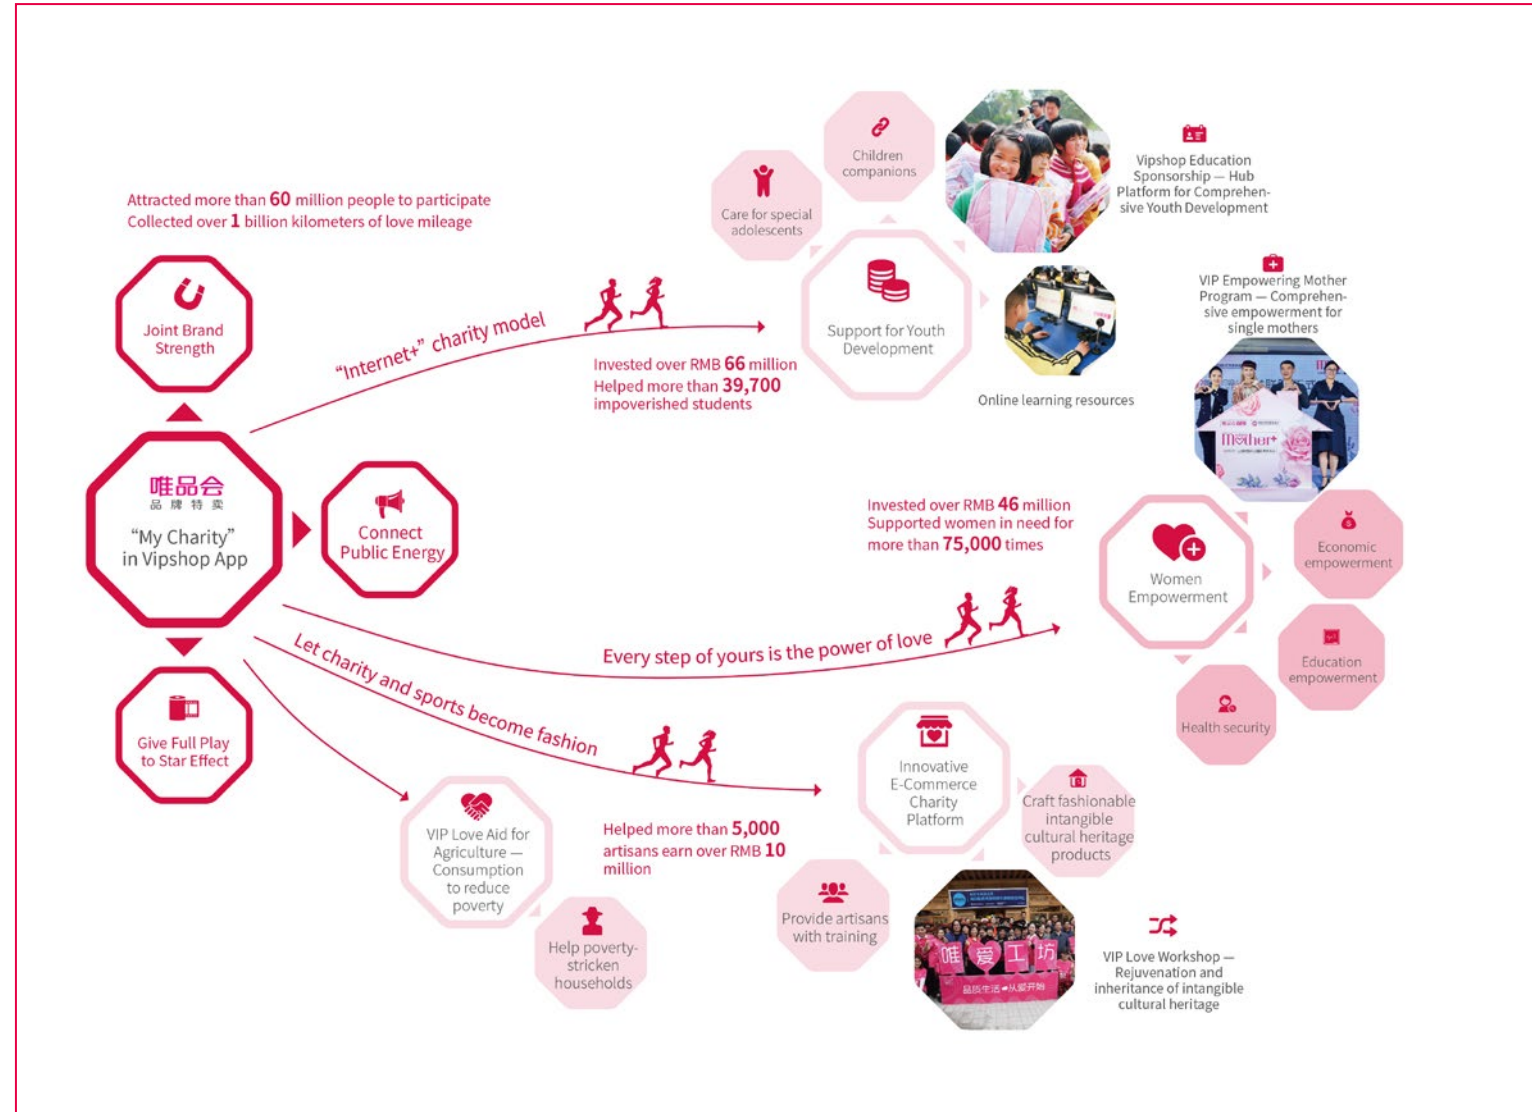 Attracted more than 60 million people to participate
Collected over 1 billion kilometers of love mileage
Joint Brand
Strength
唯品会
品牌特卖
“My Charity”
in Vipshop App
Connect
Public Energy
Give Full Play
to Star Effect
“Internet+” charity model
Invested over RMB 66 million
Helped more than 39,700
impoverished students
Care for special
adolescents
Children
companions
Support for Youth
Development
Vipshop Education
Sponsorship — Hub
Platform for Comprehen-
sive Youth Development
Online learning resources
VIP Empowering Mother
Program — Comprehen-
sive empowerment for
single mothers
Mother+
Invested over RMB 46 million
Supported women in need for
more than 75,000 times
Every step of yours is the power of love
Women
Empowerment
Economic
empowerment
Education
empowerment
Health security
Let charity and sports become fashion
Innovative
E-Commerce
Charity
Platform
Craft fashionable
intangible
cultural heritage
products
Helped more than 5,000
artisans earn over RMB 10
million
Provide artisans
with training
唯爱工坊
品质生活 从爱开始
VIP Love Workshop —
Rejuvenation and
inheritance of intangible
cultural heritage
VIP Love Aid for
Agriculture —
Consumption
to reduce
poverty
Help poverty-
stricken
households